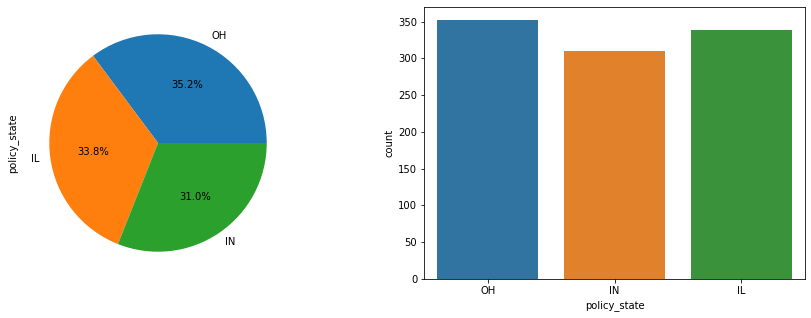 policy_state
OH
35.2%
IL
33.8%
31.0%
IN
count
350
300
250
200
150
100
50
0
OH IN IL
policy_state